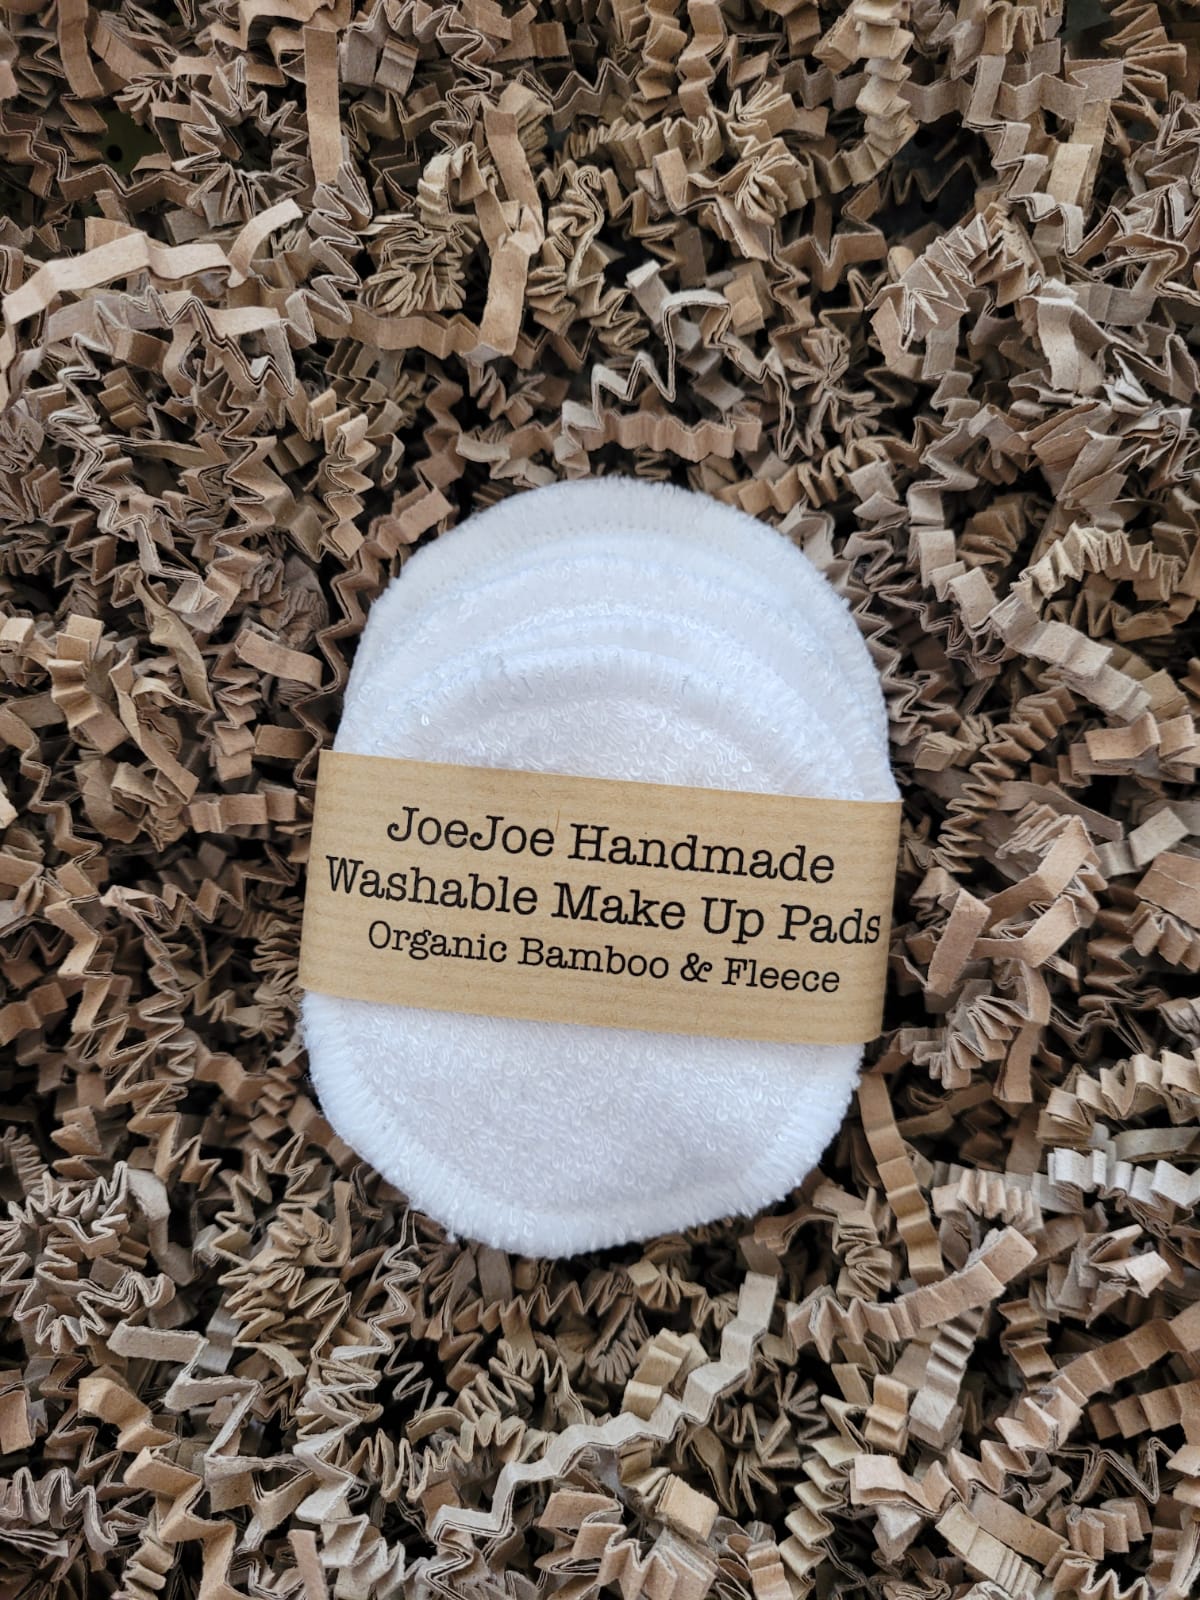 JoeJoe Handmade
Washable Make Up Pads
Organic Bamboo & Fleece